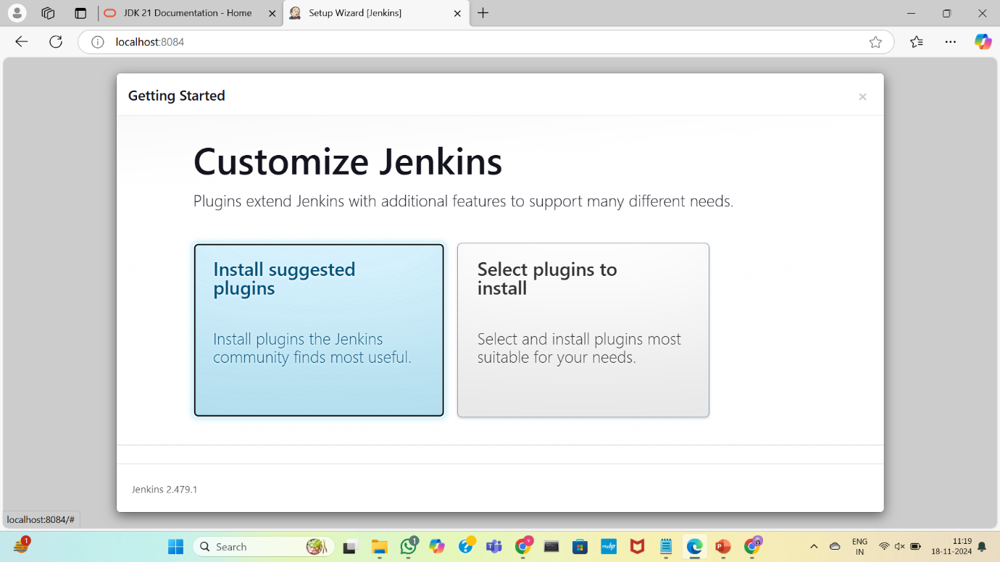 JDK 21 Documentation - Home
Setup Wizard [Jenkins]
localhost:8084
Getting Started
Customize Jenkins
Plugins extend Jenkins with additional features to support many different needs.
Install suggested
plugins
Install plugins the Jenkins
community finds most useful.
Select plugins to
install
Select and install plugins most
suitable for your needs.
Jenkins 2.479.1
localhost:8084/#
1
Search
1
myhp
ENG
IN
11:19
18-11-2024